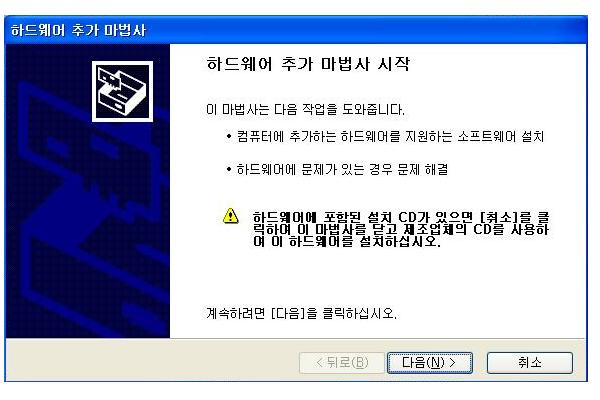 하드웨어 추가 마법사
하드웨어 추가 마법사 시작
이 마법사는 다음 작업을 도와줍니다.
• 컴퓨터에 추가하는 하드웨어를 지원하는 소프트웨어 설치
• 하드웨어에 문제가 있는 경우 문제 해결
하드웨어에 포함된 설치 CD가 있으면 [취소]를 클
릭하여 이 마법사를 닫고 제조업체의 CD를 사용하
여 이 하드웨어를 설치하십시오.
계속하려면 [다음]을 클릭하십시오.
< 뒤로(B) 다음(N) > 취소